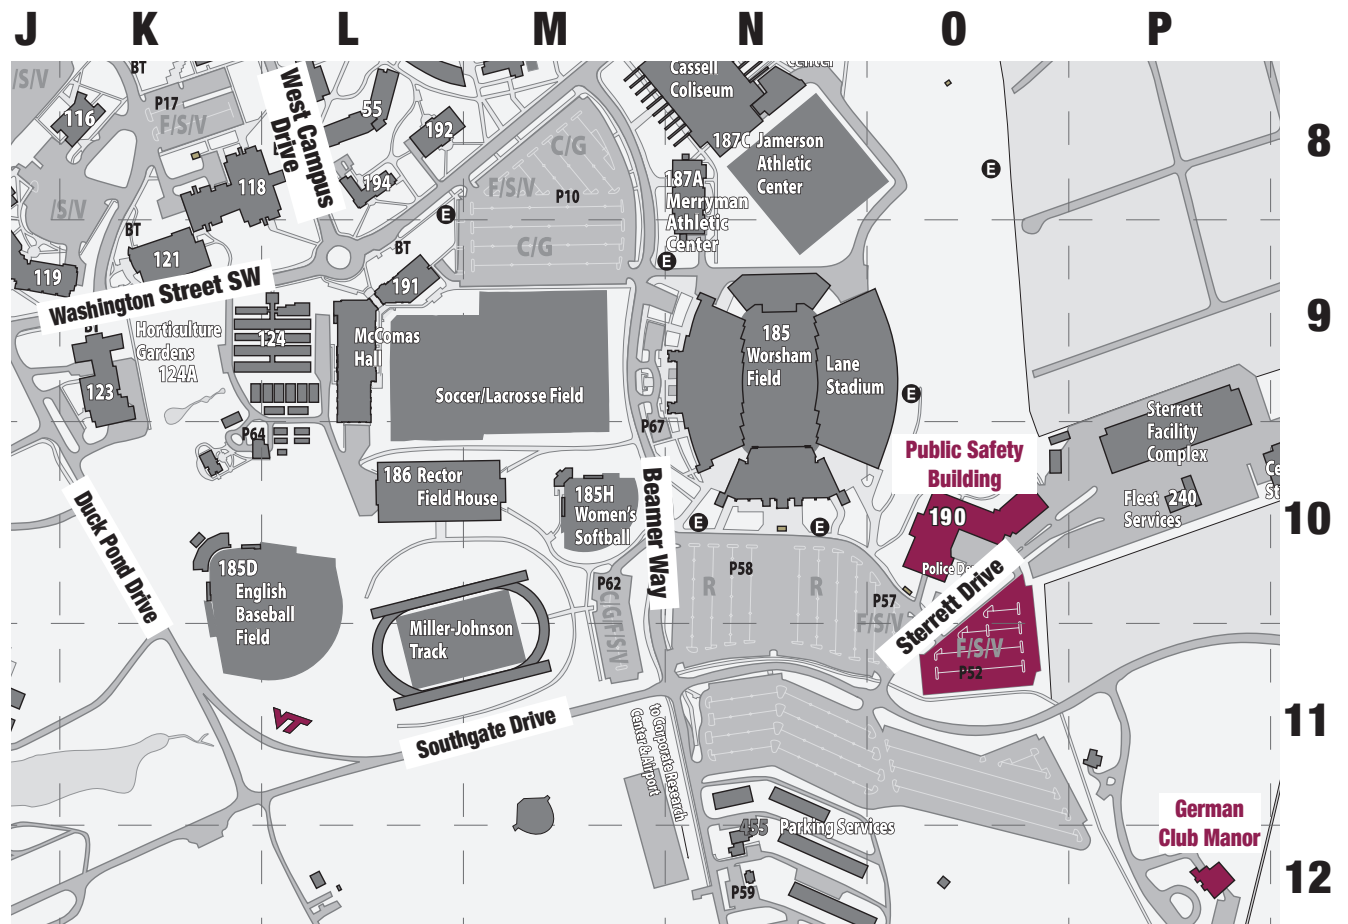 J K L M N O P
8
9
10
11
12
BT
/S/V
P17
F/S/V
116
118
/S/V
BT
121
119
West Campus
Drive
55
192
194
BT
191
E
C/G
F/S/V
P10
C/G
Cassell
Coliseum
187C Jamerson
Athletic
Center
187A
Merryman
Athletic
Center
E
E
Washington Street SW
BT
Horticulture
Gardens
124A
124
123
P64
McComas
Hall
Soccer/Lacrosse Field
P67
185
Worsham
Field
Lane
Stadium
E
Sterrett
Facility
Complex
Fleet 240
Services
Public Safety
Building
190
Sterrett Drive
186 Rector
Field House
185H
Women's
Softball
Beamer Way
E
E
Duck Pond Drive
185D
English
Baseball
Field
Miller-Johnson
Track
P62
C/G/F/S/V
R
P58
R
P57
F/S/V
F/S/V
P52
VT
Southgate Drive
to Corporate Research
Center & Airport
455 Parking Services
P59
German
Club Manor